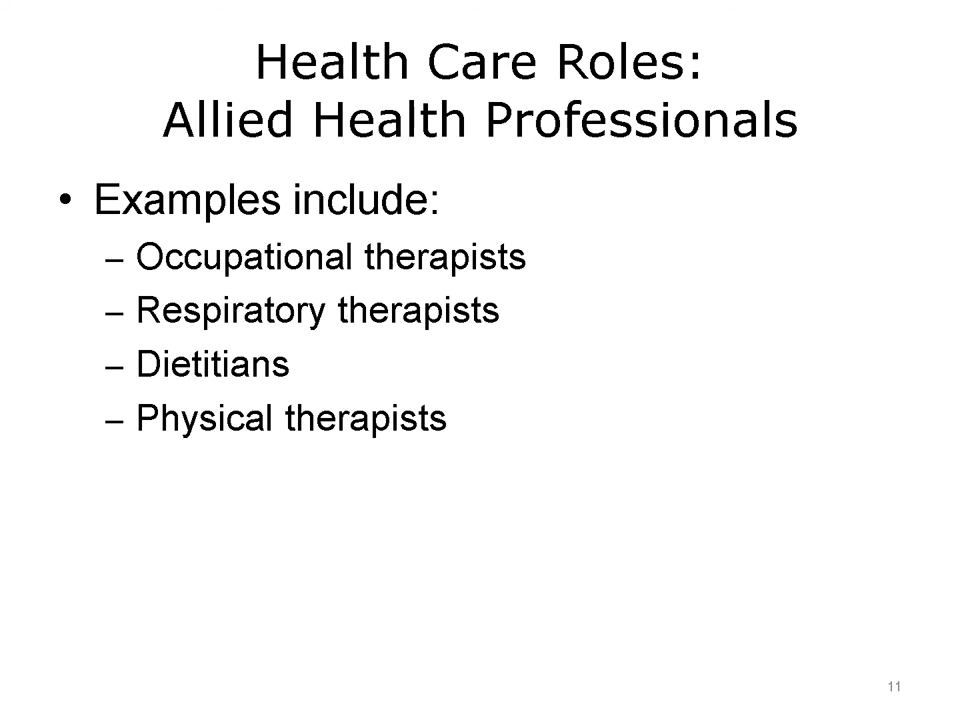 Health Care Roles:
Allied Health Professionals
• Examples include:
– Occupational therapists
– Respiratory therapists
– Dietitians
– Physical therapists
11